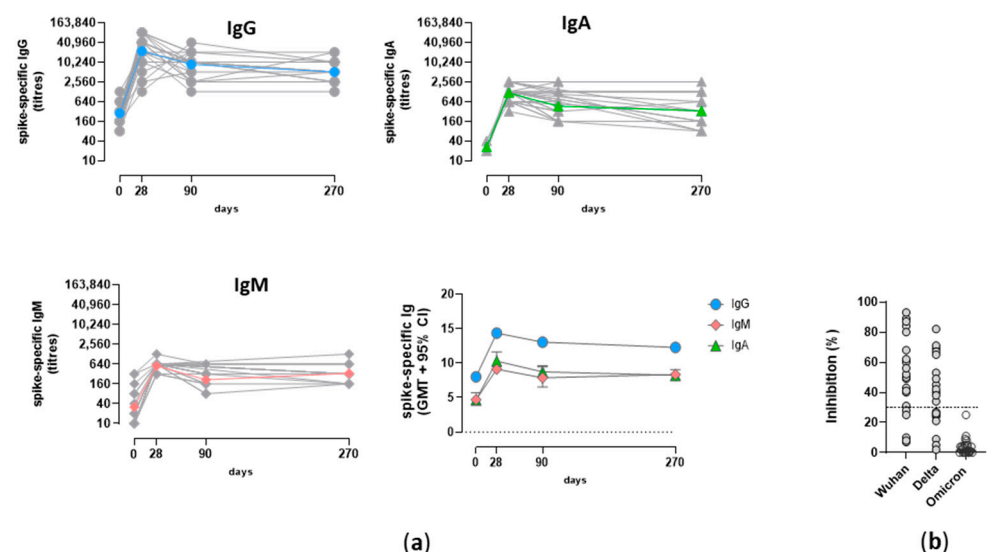 IgG
spike-specific IgG
(titres)
163,840
40,960
10,240
2,560
640
160
40
10
0 28 90 270
days
IgA
spike-specific IgA
(titres)
163,840
40,960
10,240
2,560
640
160
40
10
0 28 90 270
days
IgM
spike-specific IgM
(titres)
163,840
40,960
10,240
2,560
640
160
40
10
0 28 90 270
days
spike-specific Ig
(GMT + 95% CI)
20
15
10
5
0
0 28 90 270
days
IgG
IgM
IgA
Inihibition (%)
100
80
60
40
20
0
Wuhan
Delta
Omicron
(a)
(b)